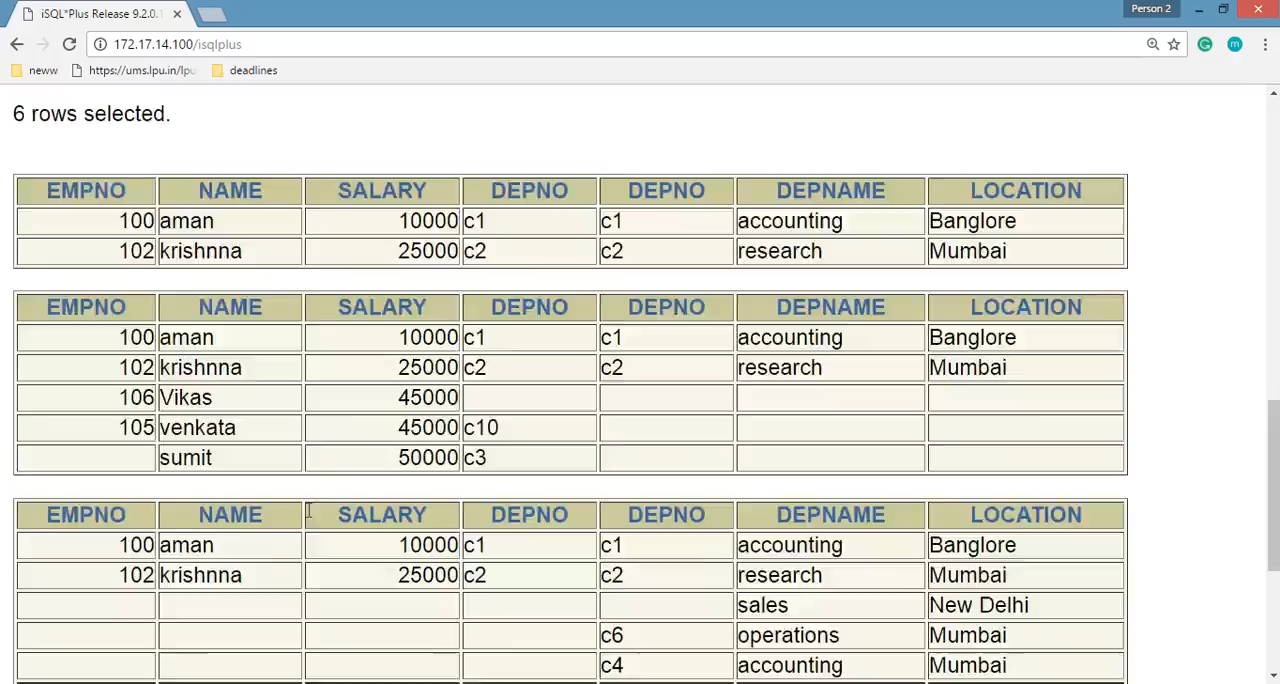 iSQL*Plus Release 9.2.0.1
Person 2
172.17.14.100/isqlplus
neww https://ums.lpu.in/lpu deadlines
6 rows selected.
EMPNO NAME SALARY DEPNO DEPNO DEPNAME LOCATION
100 aman 10000 c1 c1 accounting Banglore
102 krishnna 25000 c2 c2 research Mumbai
EMPNO NAME SALARY DEPNO DEPNO DEPNAME LOCATION
100 aman 10000 c1 c1 accounting Banglore
102 krishnna 25000 c2 c2 research Mumbai
106 Vikas 45000
105 venkata 45000 c10
sumit 50000 c3
EMPNO NAME SALARY DEPNO DEPNO DEPNAME LOCATION
100 aman 10000 c1 c1 accounting Banglore
102 krishnna 25000 c2 c2 research Mumbai
sales New Delhi
c6 operations Mumbai
c4 accounting Mumbai